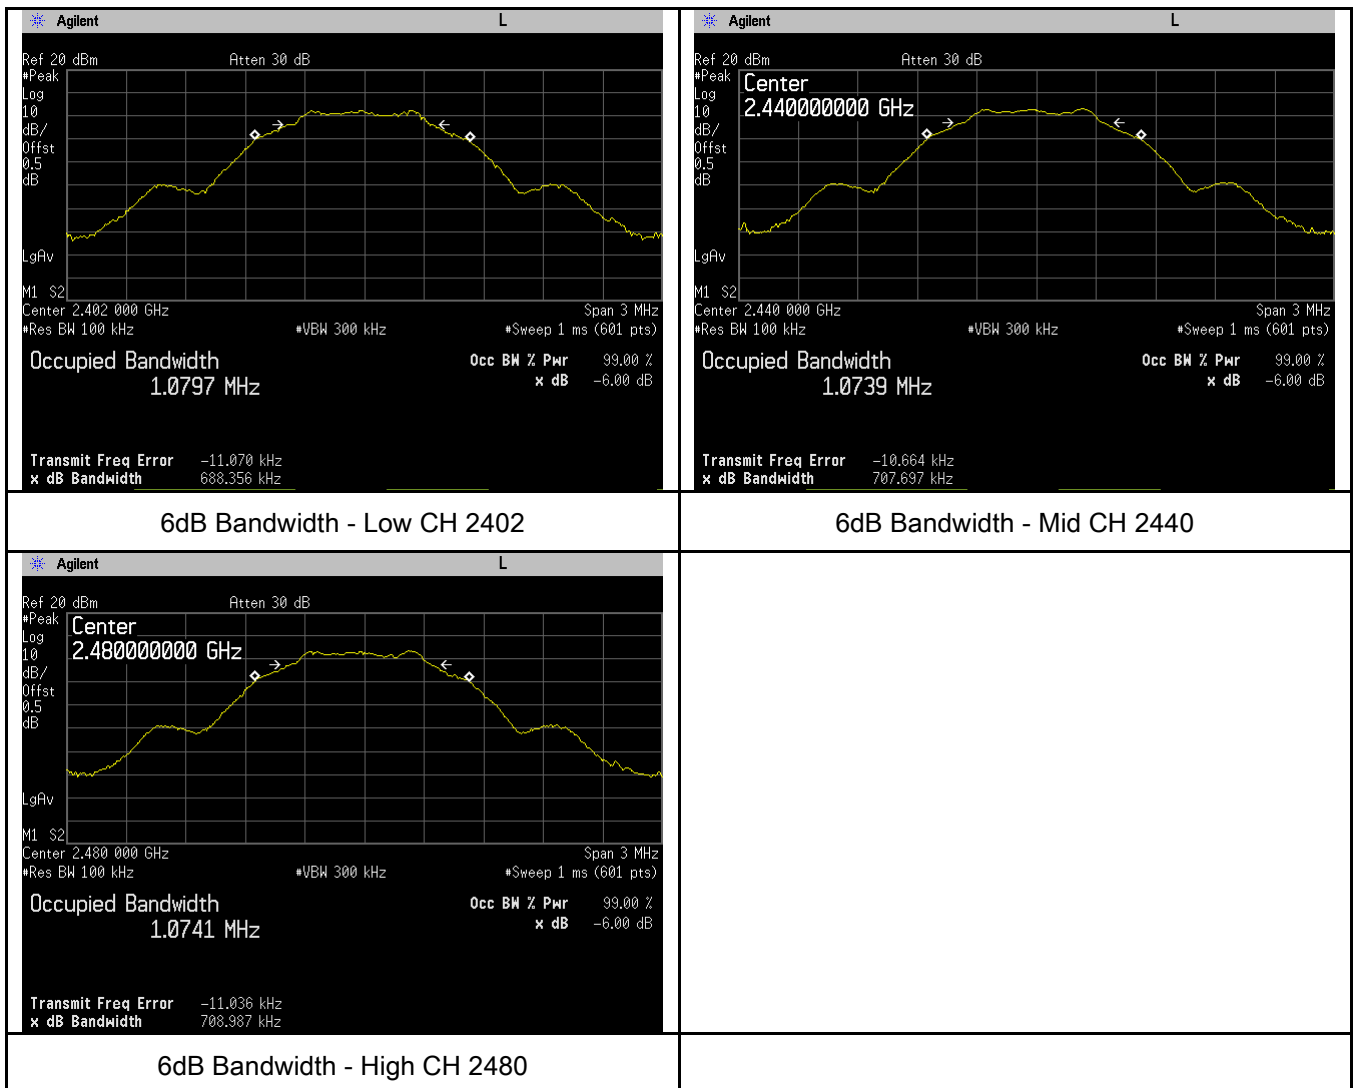 Agilent L
Ref 20 dBm Atten 30 dB
#Peak
Log
10
dB/
Offst
0.5
dB
LgAv
M1 S2
Center 2.402 000 GHz Span 3 MHz
#Res BW 100 kHz #VBW 300 kHz #Sweep 1 ms (601 pts)
Occupied Bandwidth Occ BW % Pwr 99.00 %
1.0797 MHz x dB -6.00 dB
Transmit Freq Error -11.070 kHz
x dB Bandwidth 688.356 kHz
6dB Bandwidth - Low CH 2402
Agilent L
Ref 20 dBm Atten 30 dB
#Peak
Log
10
dB/
Offst
0.5
dB
Center
2.440000000 GHz
LgAv
M1 S2
Center 2.440 000 GHz Span 3 MHz
#Res BW 100 kHz #VBW 300 kHz #Sweep 1 ms (601 pts)
Occupied Bandwidth Occ BW % Pwr 99.00 %
1.0739 MHz x dB -6.00 dB
Transmit Freq Error -10.664 kHz
x dB Bandwidth 707.697 kHz
6dB Bandwidth - Mid CH 2440
Agilent L
Ref 20 dBm Atten 30 dB
#Peak
Log
10
dB/
Offst
0.5
dB
Center
2.480000000 GHz
LgAv
M1 S2
Center 2.480 000 GHz Span 3 MHz
#Res BW 100 kHz #VBW 300 kHz #Sweep 1 ms (601 pts)
Occupied Bandwidth Occ BW % Pwr 99.00 %
1.0741 MHz x dB -6.00 dB
Transmit Freq Error -11.036 kHz
x dB Bandwidth 708.987 kHz
6dB Bandwidth - High CH 2480